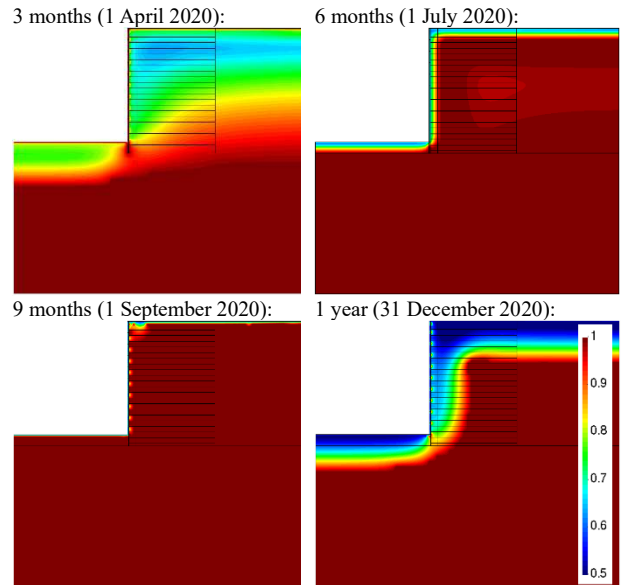 3 months (1 April 2020):
6 months (1 July 2020):
9 months (1 September 2020):
1 year (31 December 2020):
1
0.9
0.8
0.7
0.6
0.5